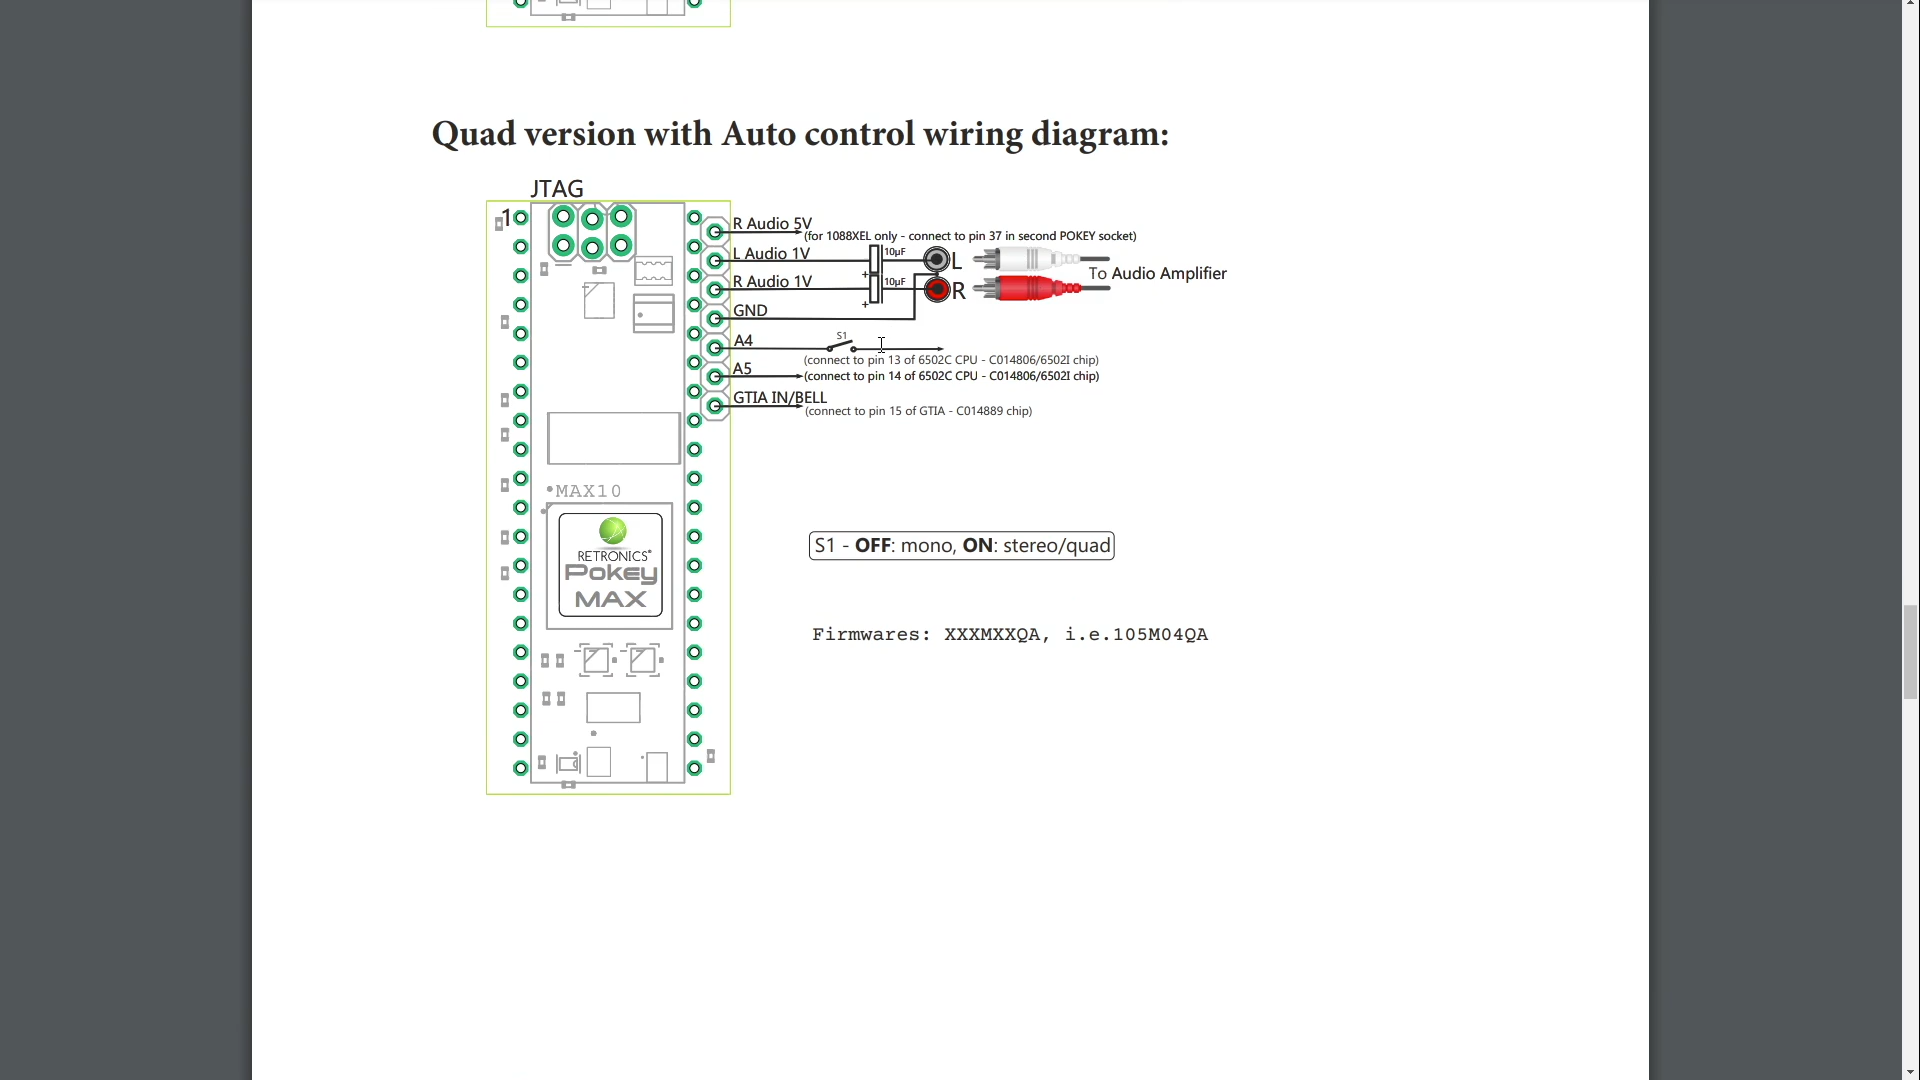 Quad version with Auto control wiring diagram:
JTAG
1
R Audio 5V
(for 1088XEL only - connect to pin 37 in second POKEY socket)
L Audio 1V
10µF
L
+
To Audio Amplifier
R Audio 1V
10µF
R
+
GND
S1
A4
(connect to pin 13 of 6502C CPU - C014806/6502I chip)
A5
(connect to pin 14 of 6502C CPU - C014806/6502I chip)
GTIA IN/BELL
(connect to pin 15 of GTIA - C014889 chip)
MAX10
RETRONICS
Pokey
MAX
S1 - OFF: mono, ON: stereo/quad
Firmwares: XXXMXXQA, i.e.105M04QA